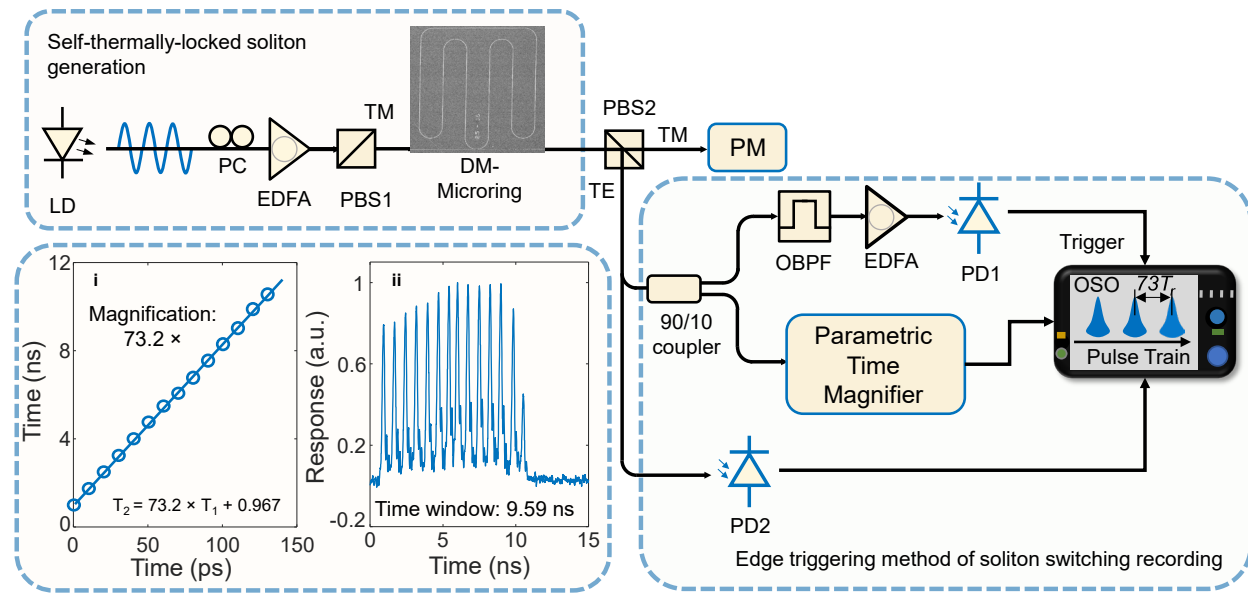 Self-thermally-locked soliton
generation
LD
PC
EDFA
TM
PBS1
DM-
Microring
PBS2
TM
PM
TE
OBPF
EDFA
PD1
Trigger
90/10
coupler
Parametric
Time
Magnifier
OSO
73T
Pulse Train
PD2
Edge triggering method of soliton switching recording
i
Magnification:
73.2 ×
T₂ = 73.2 × T₁ + 0.967
Time (ns)
12
8
4
0
0
50
100
150
Time (ps)
ii
Response (a.u.)
1
0.6
0.2
-0.2
Time window: 9.59 ns
0
5
10
15
Time (ns)